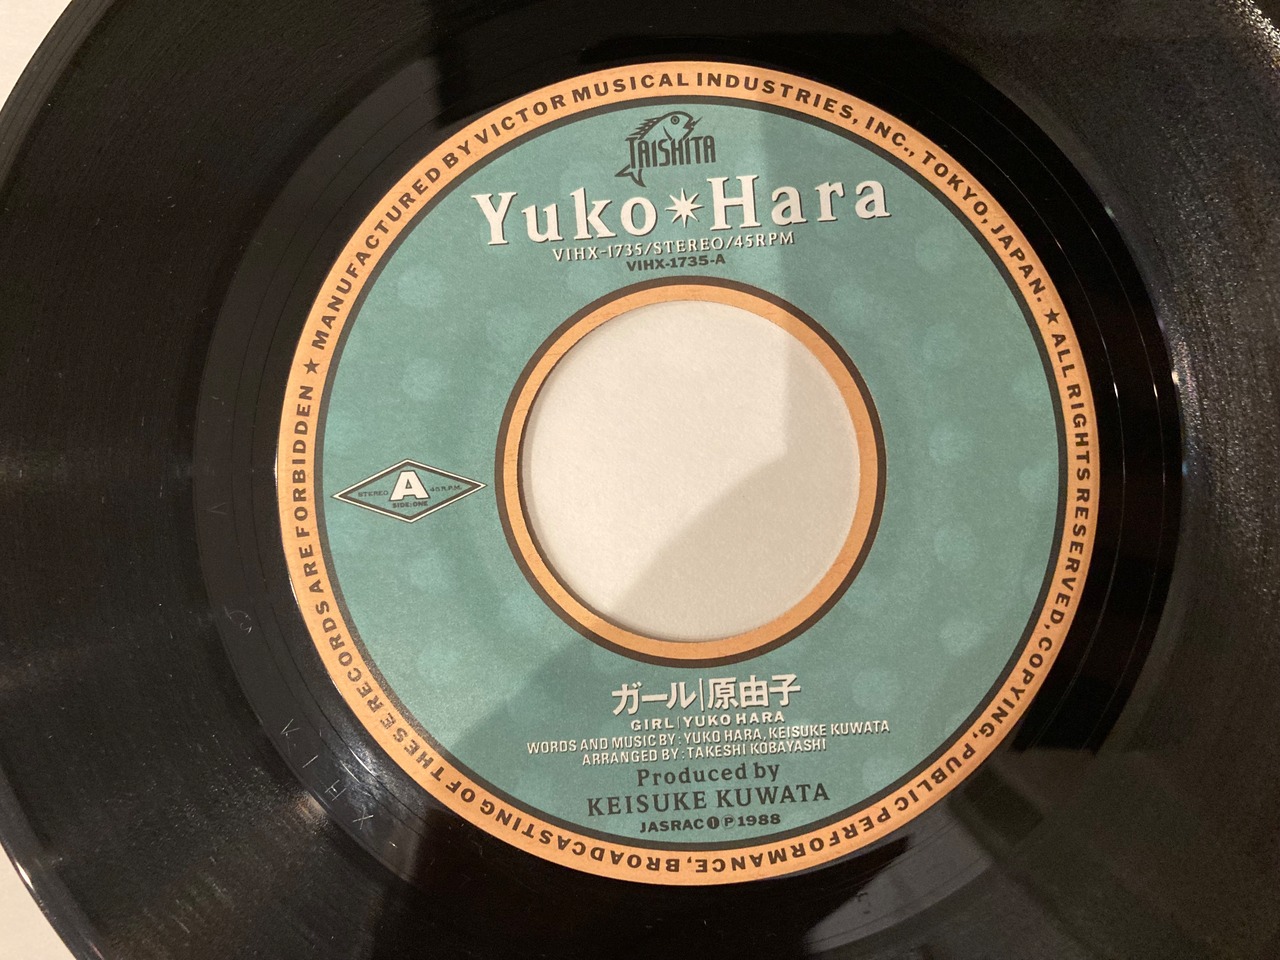 MANUFACTURED BY VICTOR MUSICAL INDUSTRIES, INC., TOKYO, JAPAN. ★ ALL RIGHTS RESERVED, COPYING, PUBLIC PERFORMANCE, BROADCASTING OF THESE RECORDS ARE FORBIDDEN ★
TAISHITA
Yuko✴Hara
VIHX-1735/STEREO/45RPM
VIHX-1735-A
STEREO A 45 R.P.M.
SIDE:ONE
ガール|原由子
GIRL|YUKO HARA
WORDS AND MUSIC BY : YUKO HARA, KEISUKE KUWATA
ARRANGED BY : TAKESHI KOBAYASHI
Produced by
KEISUKE KUWATA
JASRAC Ⓘ Ⓟ 1988
VIHX